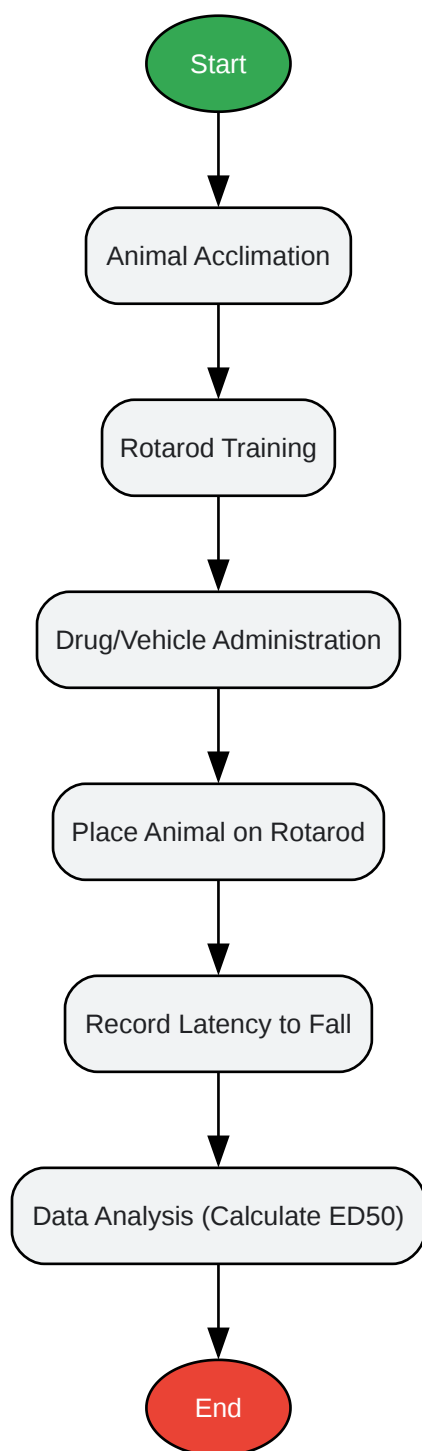 Start
Animal Acclimation
Rotarod Training
Drug/Vehicle Administration
Place Animal on Rotarod
Record Latency to Fall
Data Analysis (Calculate ED50)
End